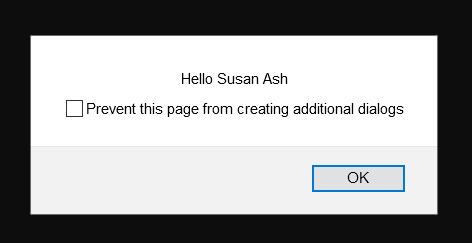 Hello Susan Ash
Prevent this page from creating additional dialogs
OK